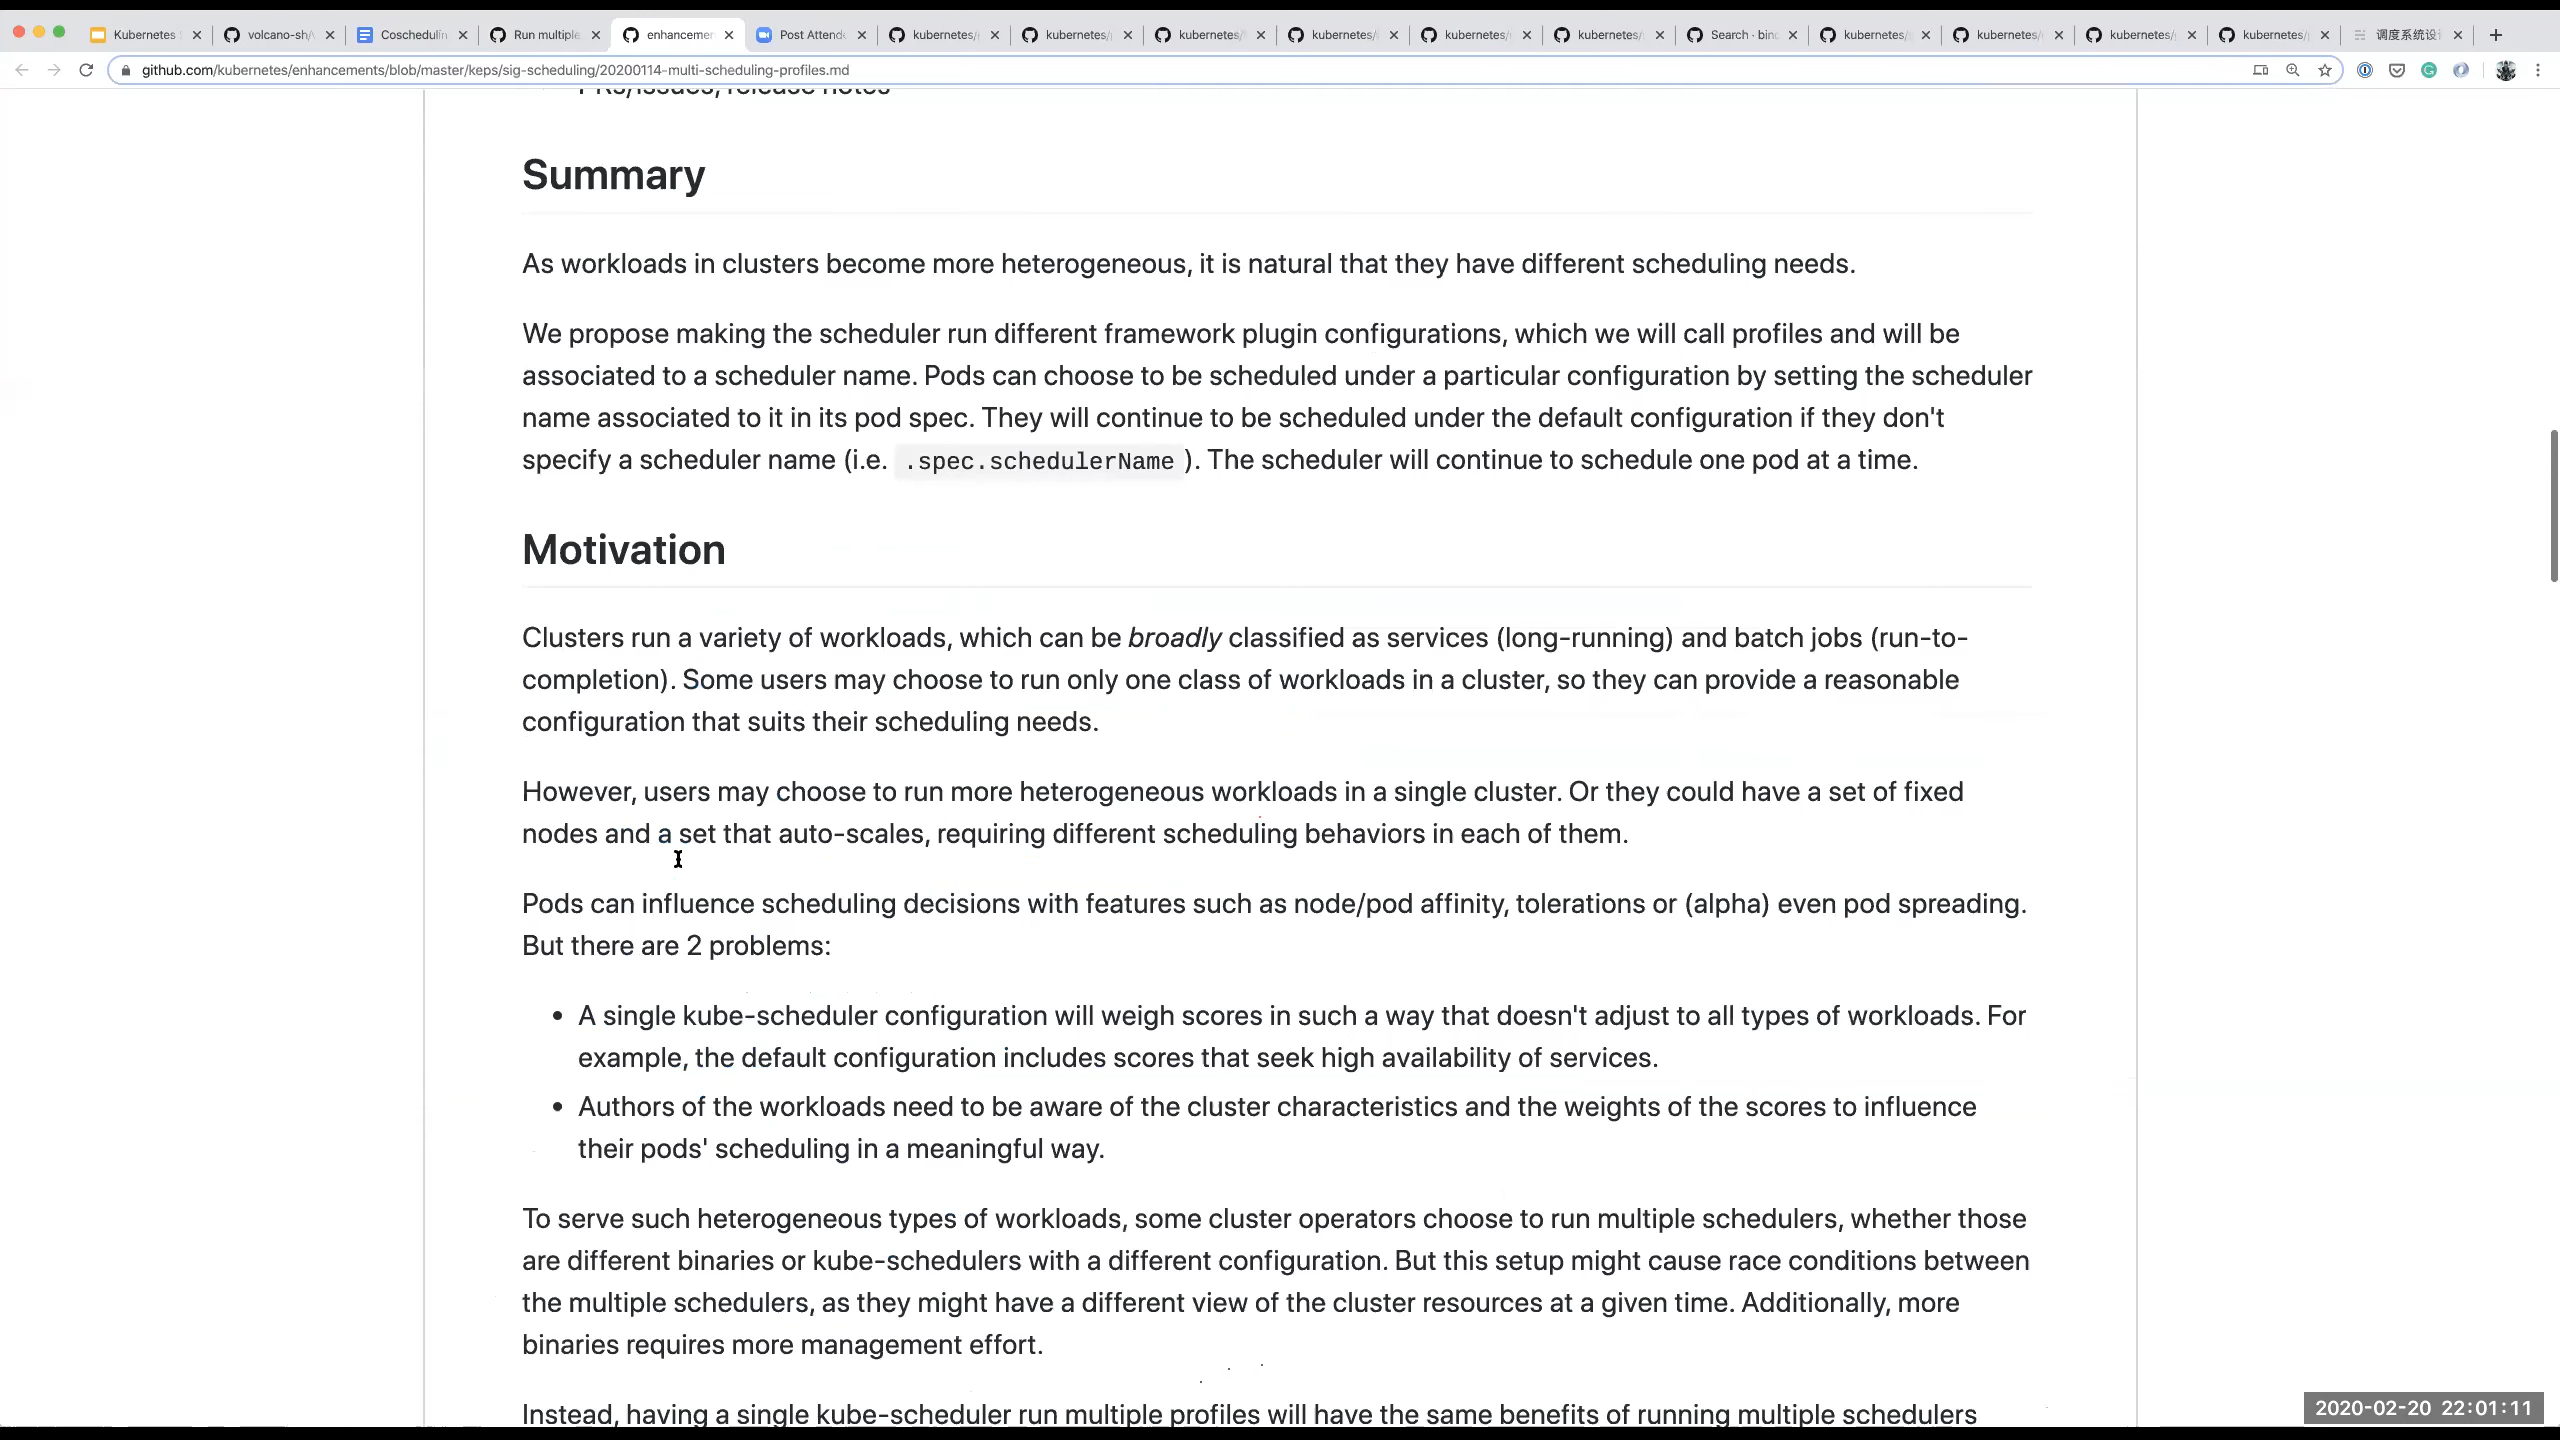 Kubernetes
volcano-sh/
Coschedulin
Run multiple
enhancemen
Post Attend
kubernetes/
kubernetes/
kubernetes/
kubernetes/
kubernetes/
kubernetes/
Search · bin
kubernetes/
kubernetes/
kubernetes/
kubernetes/
调度系统设
github.com/kubernetes/enhancements/blob/master/keps/sig-scheduling/20200114-multi-scheduling-profiles.md
PRs/Issues, release notes
Summary
As workloads in clusters become more heterogeneous, it is natural that they have different scheduling needs.
We propose making the scheduler run different framework plugin configurations, which we will call profiles and will be
associated to a scheduler name. Pods can choose to be scheduled under a particular configuration by setting the scheduler
name associated to it in its pod spec. They will continue to be scheduled under the default configuration if they don't
specify a scheduler name (i.e. .spec.schedulerName ). The scheduler will continue to schedule one pod at a time.
Motivation
Clusters run a variety of workloads, which can be broadly classified as services (long-running) and batch jobs (run-to-
completion). Some users may choose to run only one class of workloads in a cluster, so they can provide a reasonable
configuration that suits their scheduling needs.
However, users may choose to run more heterogeneous workloads in a single cluster. Or they could have a set of fixed
nodes and a set that auto-scales, requiring different scheduling behaviors in each of them.
Pods can influence scheduling decisions with features such as node/pod affinity, tolerations or (alpha) even pod spreading.
But there are 2 problems:
• A single kube-scheduler configuration will weigh scores in such a way that doesn't adjust to all types of workloads. For
example, the default configuration includes scores that seek high availability of services.
• Authors of the workloads need to be aware of the cluster characteristics and the weights of the scores to influence
their pods' scheduling in a meaningful way.
To serve such heterogeneous types of workloads, some cluster operators choose to run multiple schedulers, whether those
are different binaries or kube-schedulers with a different configuration. But this setup might cause race conditions between
the multiple schedulers, as they might have a different view of the cluster resources at a given time. Additionally, more
binaries requires more management effort.
Instead, having a single kube-scheduler run multiple profiles will have the same benefits of running multiple schedulers
2020-02-20 22:01:11